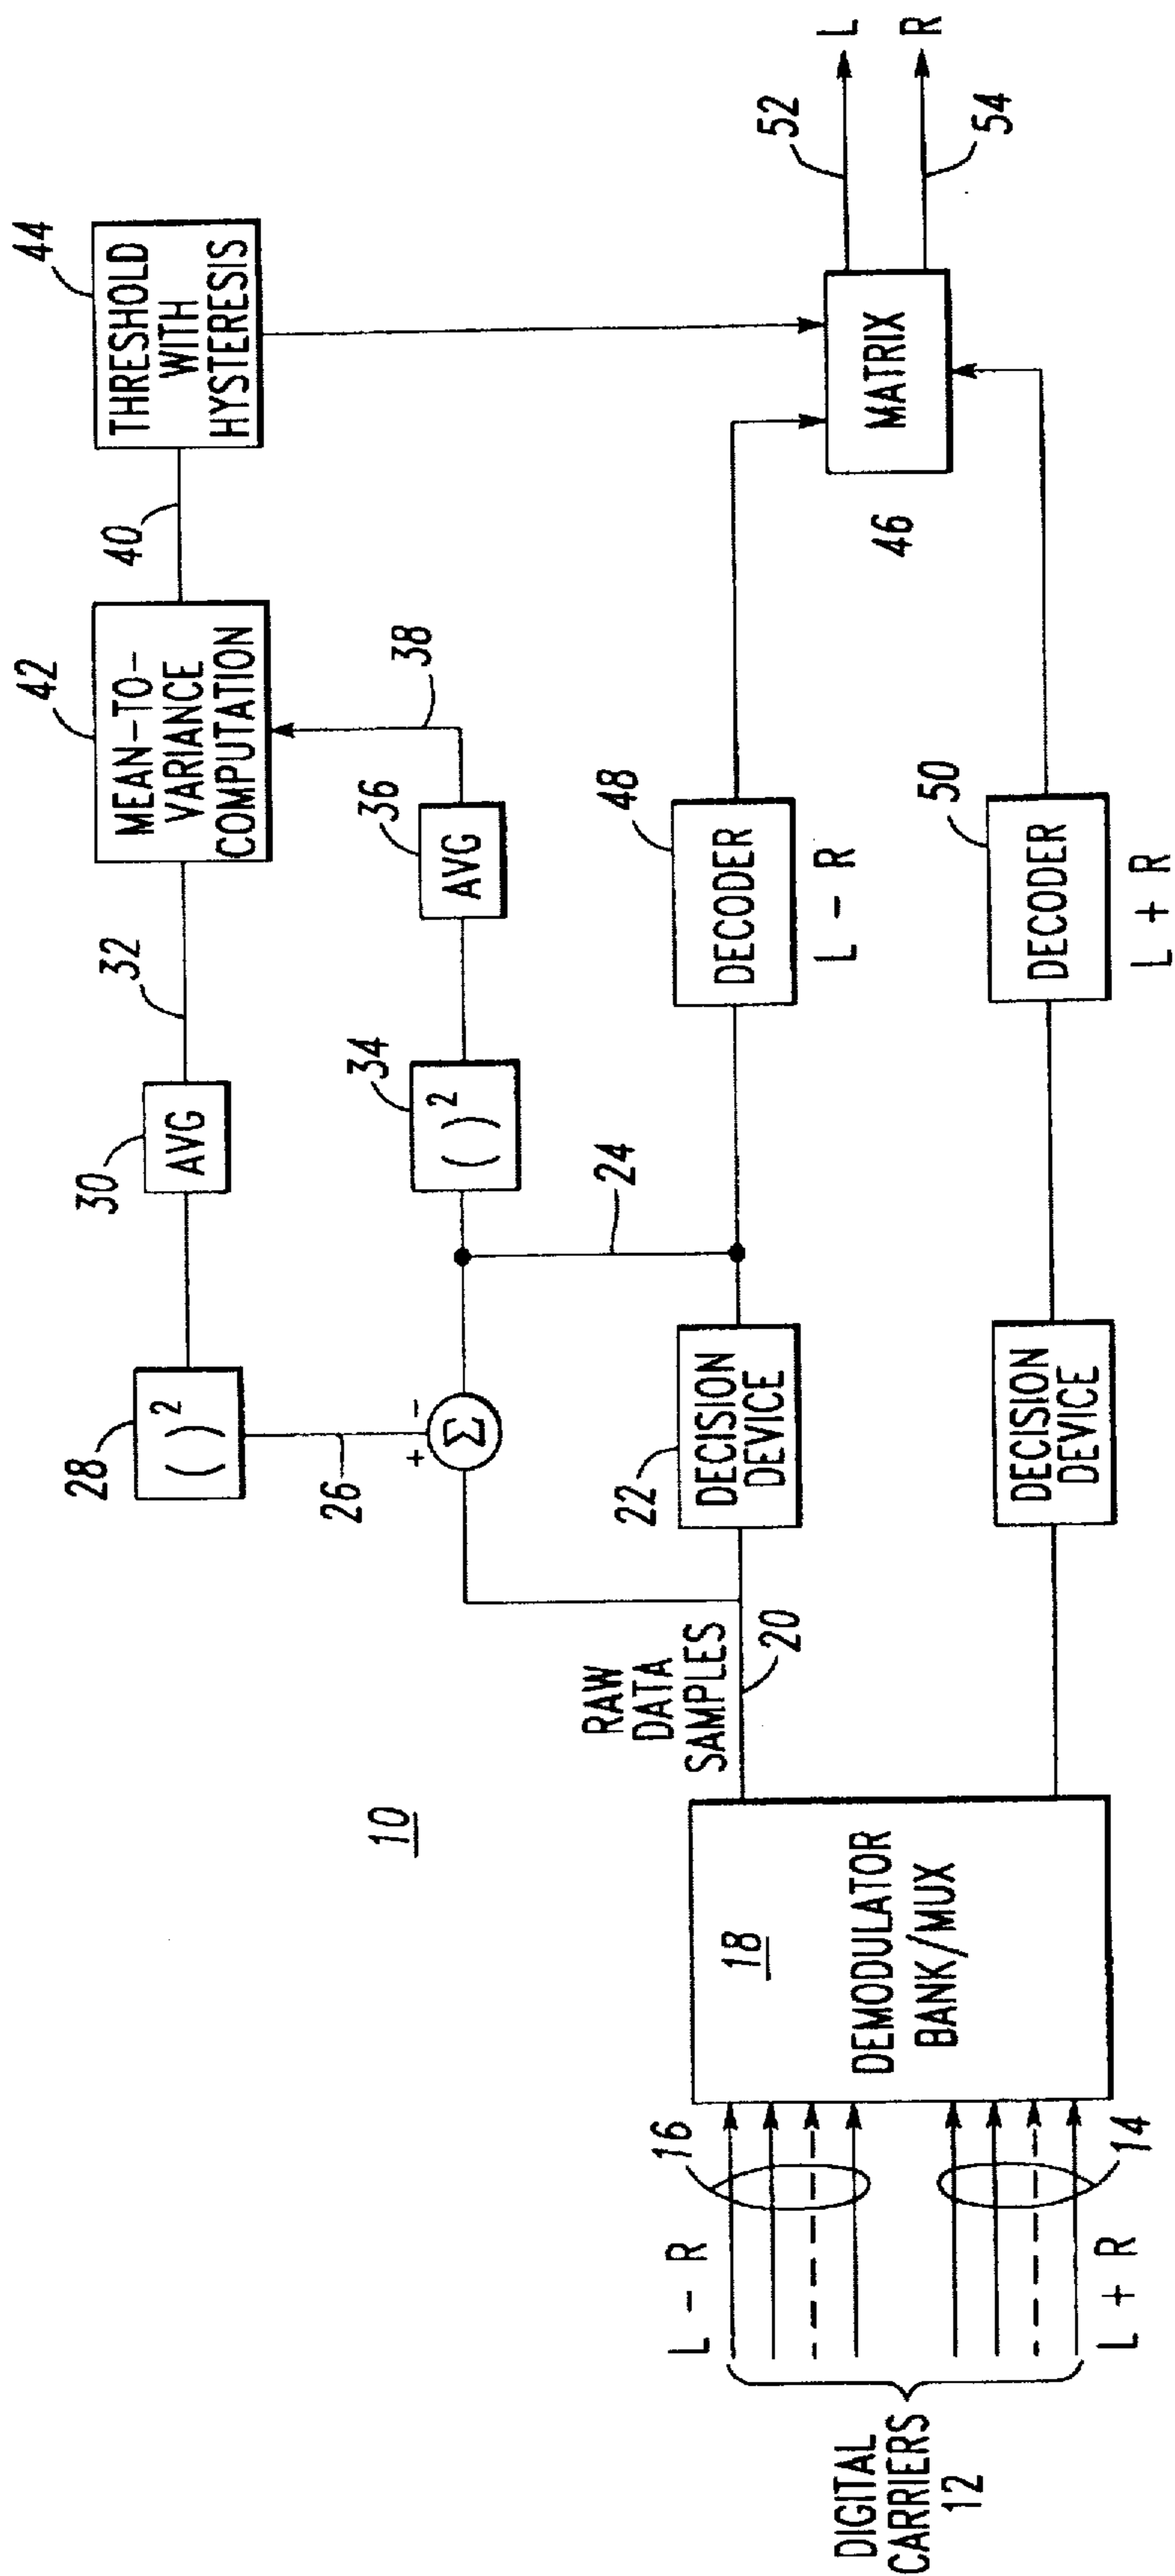 10
DIGITAL
CARRIERS
12
L - R
16
L + R
14
18
DEMODULATOR
BANK/MUX
RAW
DATA
SAMPLES
20
22
DECISION
DEVICE
DECISION
DEVICE
24
+
-
Σ
26
28
( )²
30
AVG
32
34
( )²
36
AVG
38
42
MEAN-TO-
VARIANCE
COMPUTATION
40
44
THRESHOLD
WITH
HYSTERESIS
48
DECODER
L - R
50
DECODER
L + R
46
MATRIX
52
L
54
R